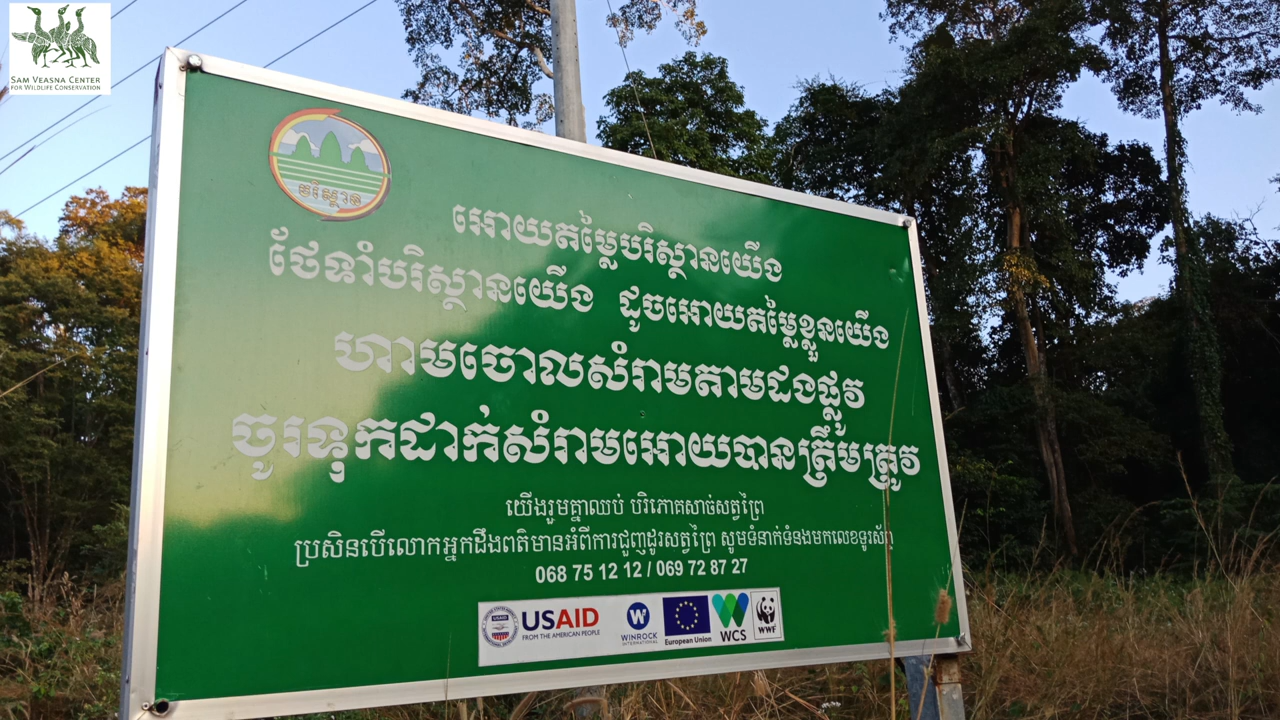 SAM VEASNA CENTER
FOR WILDLIFE CONSERVATION
បរិស្ថាន
អោយតម្លៃបរិស្ថានយើង
ថែទាំបរិស្ថានយើង ដូចអោយតម្លៃខ្លួនយើង
ហាមចោលសំរាមតាមដងផ្លូវ
ចូរទុកដាក់សំរាមអោយបានត្រឹមត្រូវ
យើងរួមគ្នាឈប់ បរិភោគសាច់សត្វព្រៃ
ប្រសិនបើលោកអ្នកដឹងពត៌មានអំពីការជួញដូរសត្វព្រៃ សូមទំនាក់ទំនងមកលេខទូរស័ព្ទ
068 75 12 12 / 069 72 87 27
USAID
FROM THE AMERICAN PEOPLE
WINROCK
INTERNATIONAL
European Union
WCS
WWF